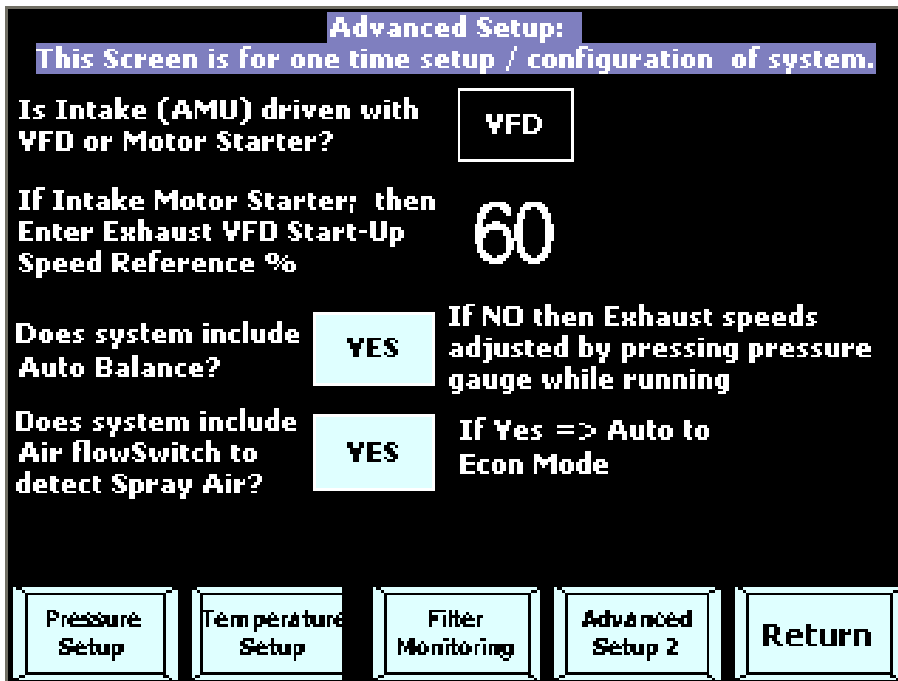 Advanced Setup:
This Screen is for one time setup / configuration of system.
Is Intake (AMU) driven with
VFD or Motor Starter?
VFD
If Intake Motor Starter; then
Enter Exhaust VFD Start-Up
Speed Reference %
60
Does system include
Auto Balance?
YES
If NO then Exhaust speeds
adjusted by pressing pressure
gauge while running
Does system include
Air flowSwitch to
detect Spray Air?
YES
If Yes => Auto to
Econ Mode
Pressure
Setup
Temperature
Setup
Filter
Monitoring
Advanced
Setup 2
Return